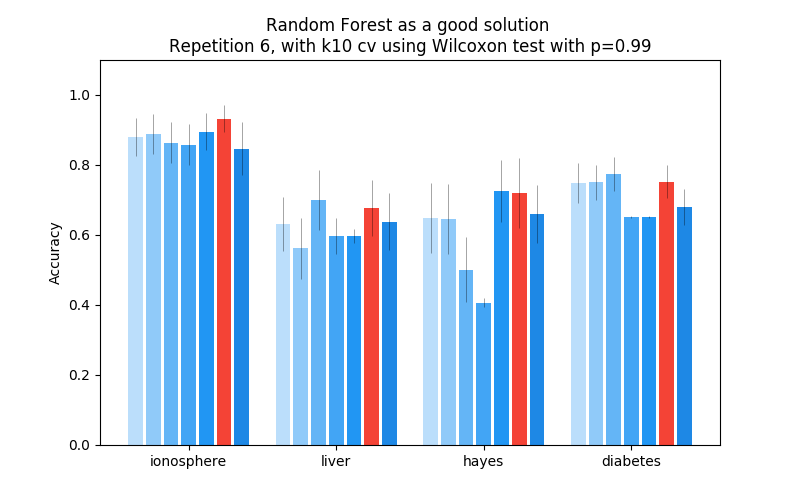 Random Forest as a good solution
Repetition 6, with k10 cv using Wilcoxon test with p=0.99
Accuracy
1.0
0.8
0.6
0.4
0.2
0.0
ionosphere
liver
hayes
diabetes